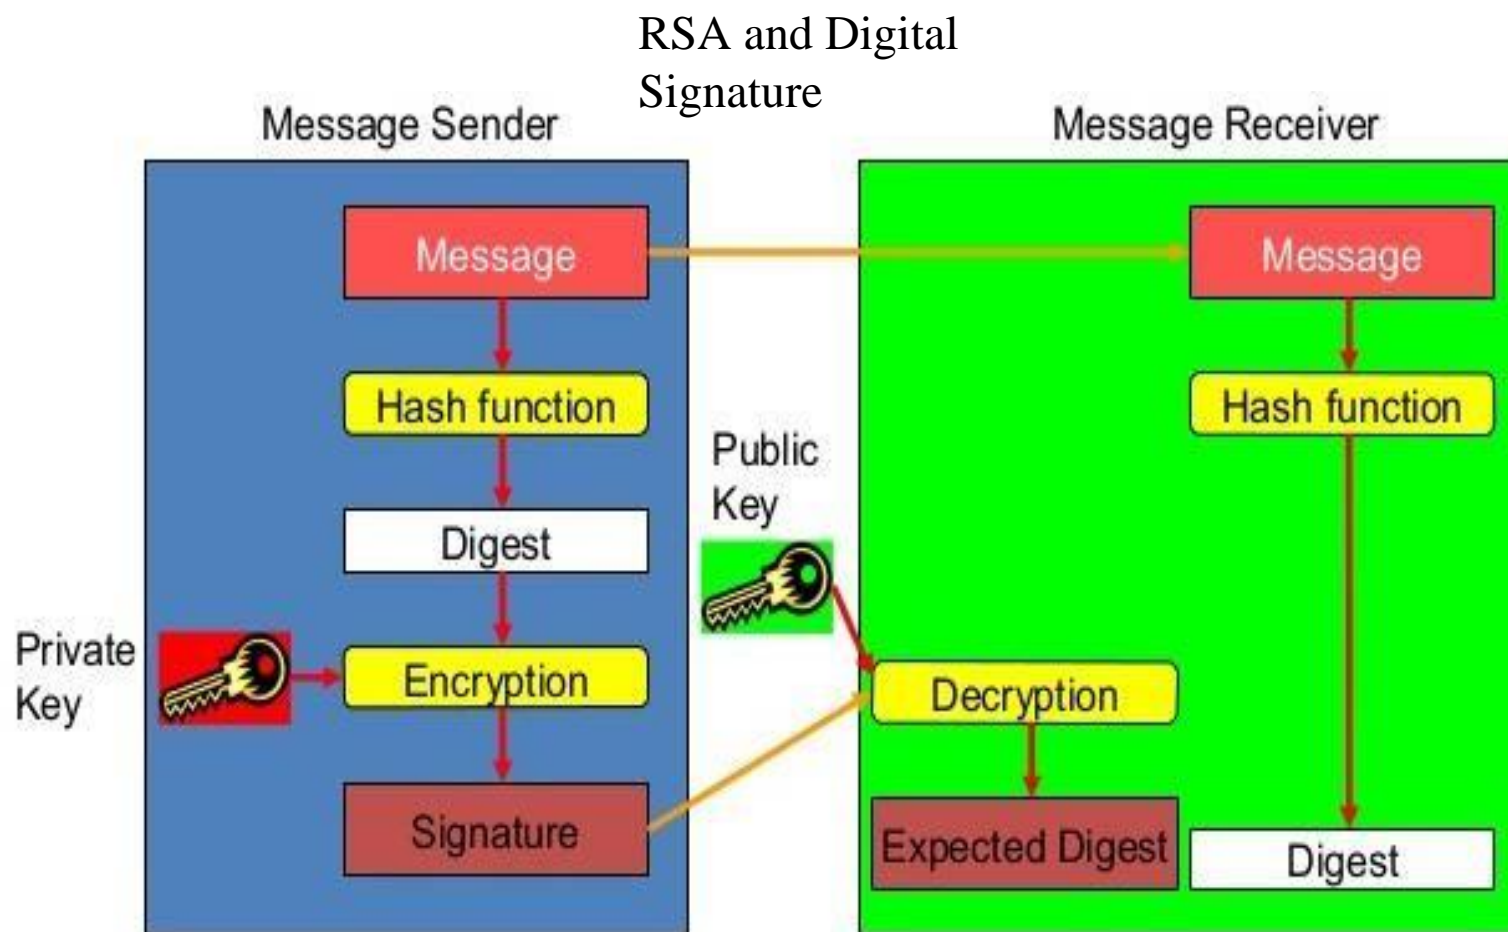 RSA and Digital
Signature
Message Sender
Message Receiver
Message
Message
Hash function
Hash function
Public
Key
Digest
Private
Key
Encryption
Decryption
Signature
Expected Digest
Digest